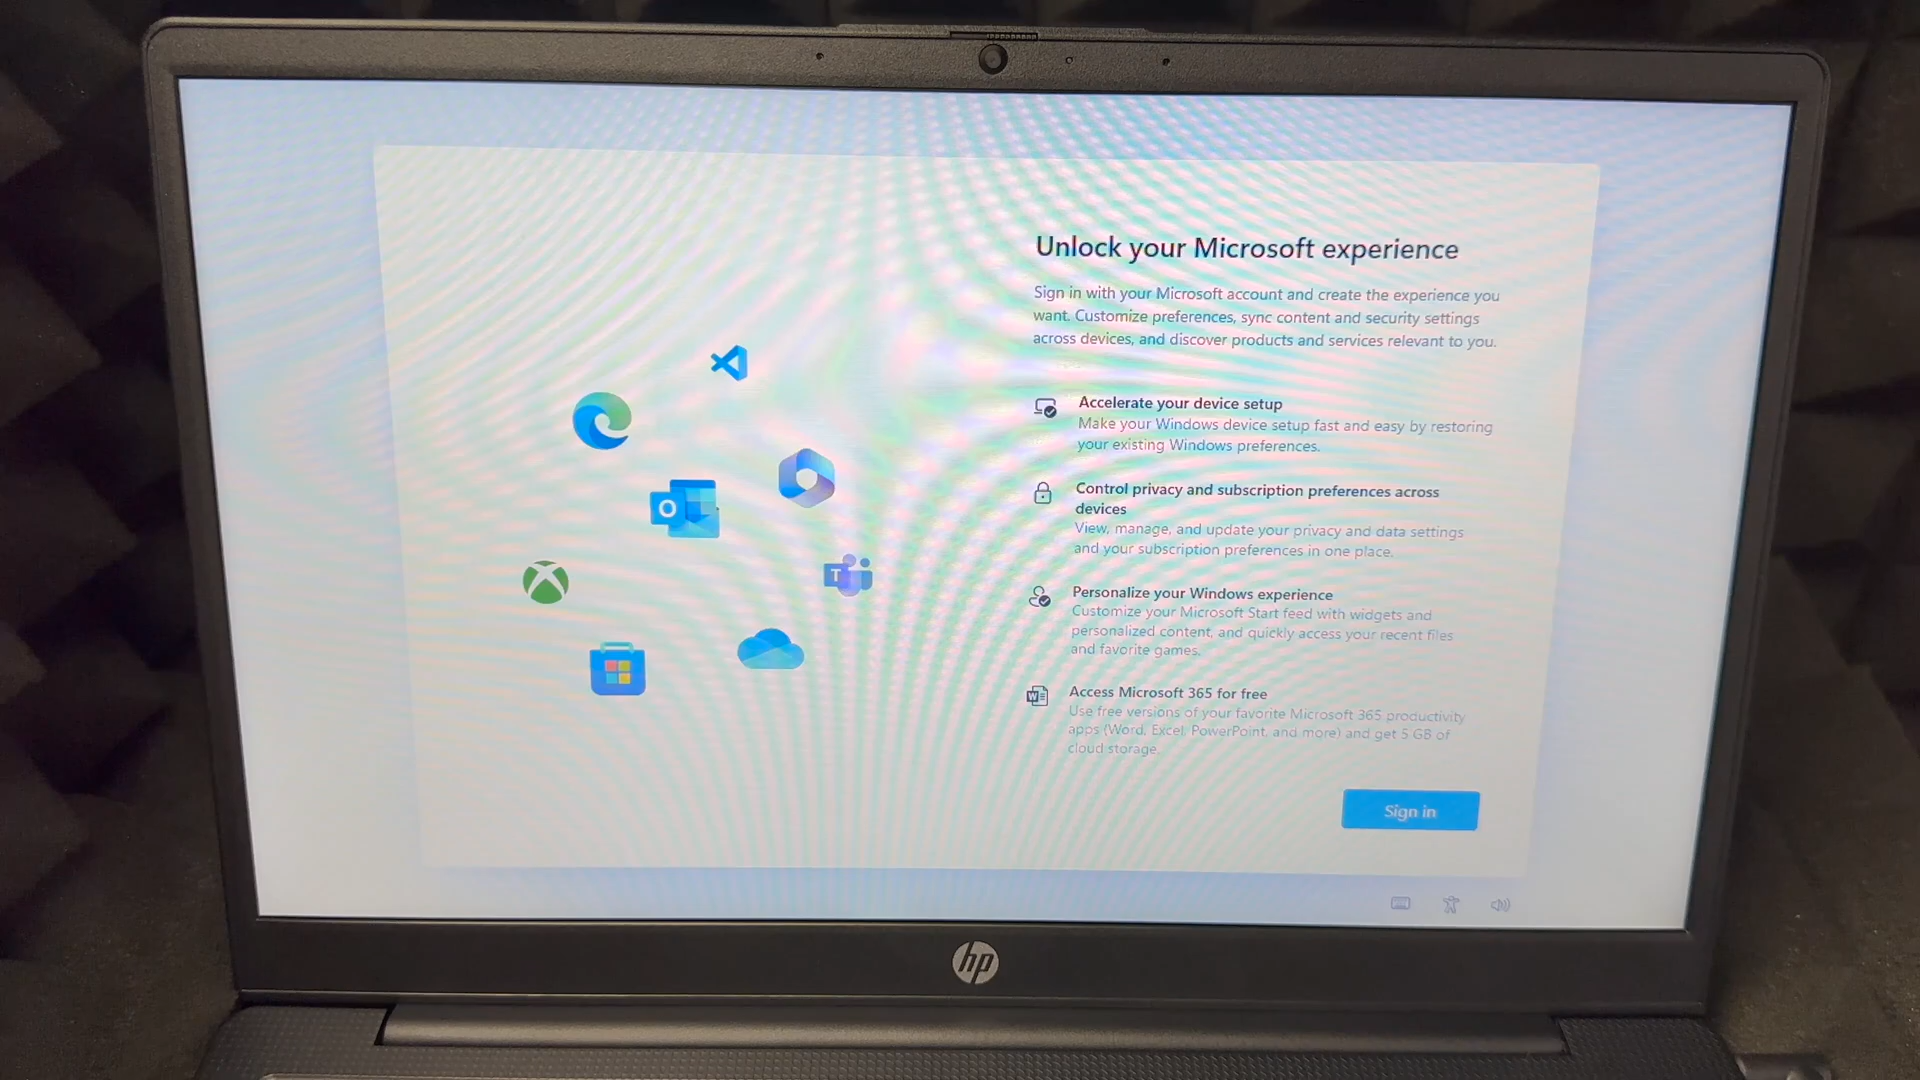 Unlock your Microsoft experience
Sign in with your Microsoft account and create the experience you
want. Customize preferences, sync content and security settings
across devices, and discover products and services relevant to you.
Accelerate your device setup
Make your Windows device setup fast and easy by restoring
your existing Windows preferences.
Control privacy and subscription preferences across
devices
View, manage, and update your privacy and data settings
and your subscription preferences in one place.
Personalize your Windows experience
Customize your Microsoft Start feed with widgets and
personalized content, and quickly access your recent files
and favorite games.
Access Microsoft 365 for free
Use free versions of your favorite Microsoft 365 productivity
apps (Word, Excel, PowerPoint, and more) and get 5 GB of
cloud storage.
Sign in
O
T
W
hp